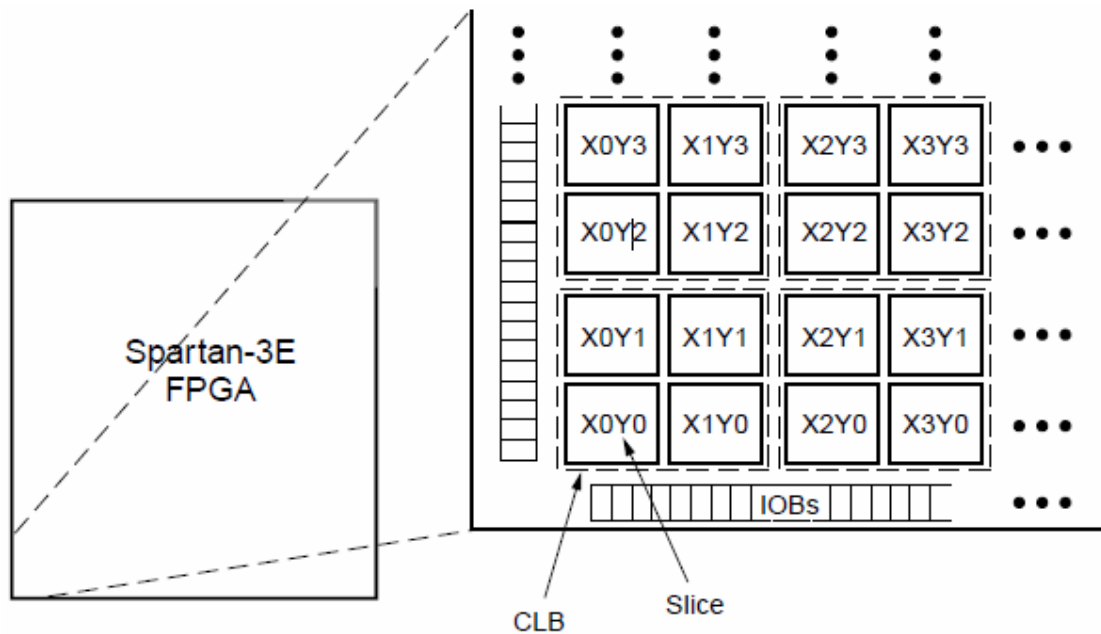 X0Y3 X1Y3 X2Y3 X3Y3
X0Y2 X1Y2 X2Y2 X3Y2
Spartan-3E
FPGA
X0Y1 X1Y1 X2Y1 X3Y1
X0Y0 X1Y0 X2Y0 X3Y0
IOBs
Slice
CLB